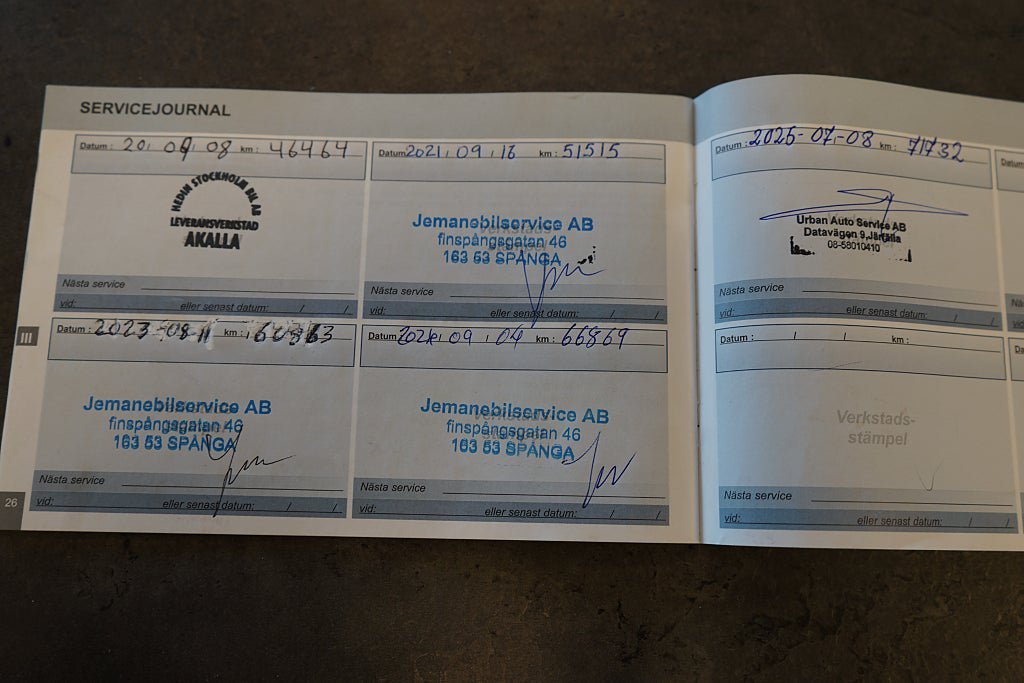 SERVICEJOURNAL
Datum : 20 09 08 km : 46464
HEDIN STOCKHOLM BIL AB
LEVERANSVERKSTAD
AKALLA
Nästa service
vid: eller senast datum: / /
Datum 2021 09 16 km : 51515
Jemanebilservice AB
finspångsgatan 46
163 53 SPÅNGA
Nästa service
vid: eller senast datum: / /
III
Datum : 2023 08 11 km :
Jemanebilservice AB
finspångsgatan 46
163 53 SPÅNGA
Nästa service
vid: eller senast datum: / /
Datum 2024 09 04 km : 66869
Jemanebilservice AB
finspångsgatan 46
163 53 SPÅNGA
Nästa service
vid: eller senast datum: / /
26
Datum : 2025-07-08 km : 71732
Urban Auto Service AB
Datavägen 9, Järfälla
08-58010410
Nästa service
vid: eller senast datum: / /
Datum : / / km :
Verkstads-
stämpel
Nästa service
vid: eller senast datum: / /